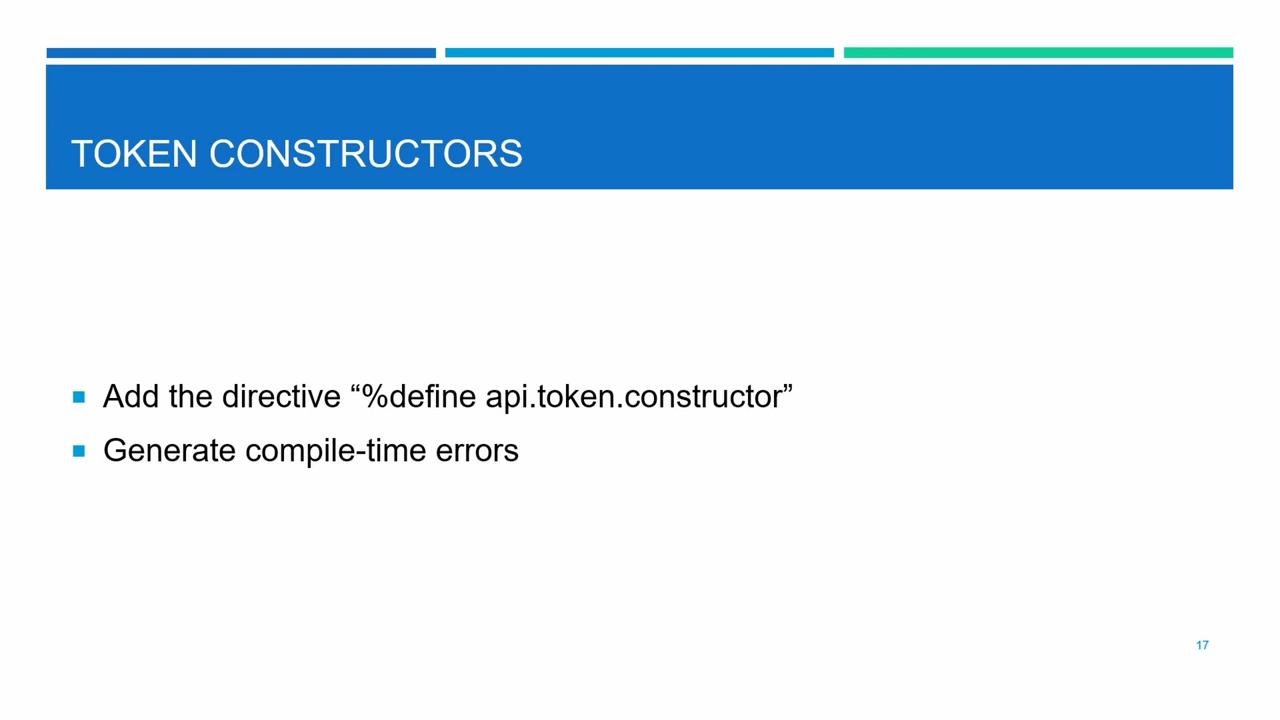 TOKEN CONSTRUCTORS
Add the directive “%define api.token.constructor”
Generate compile-time errors
17